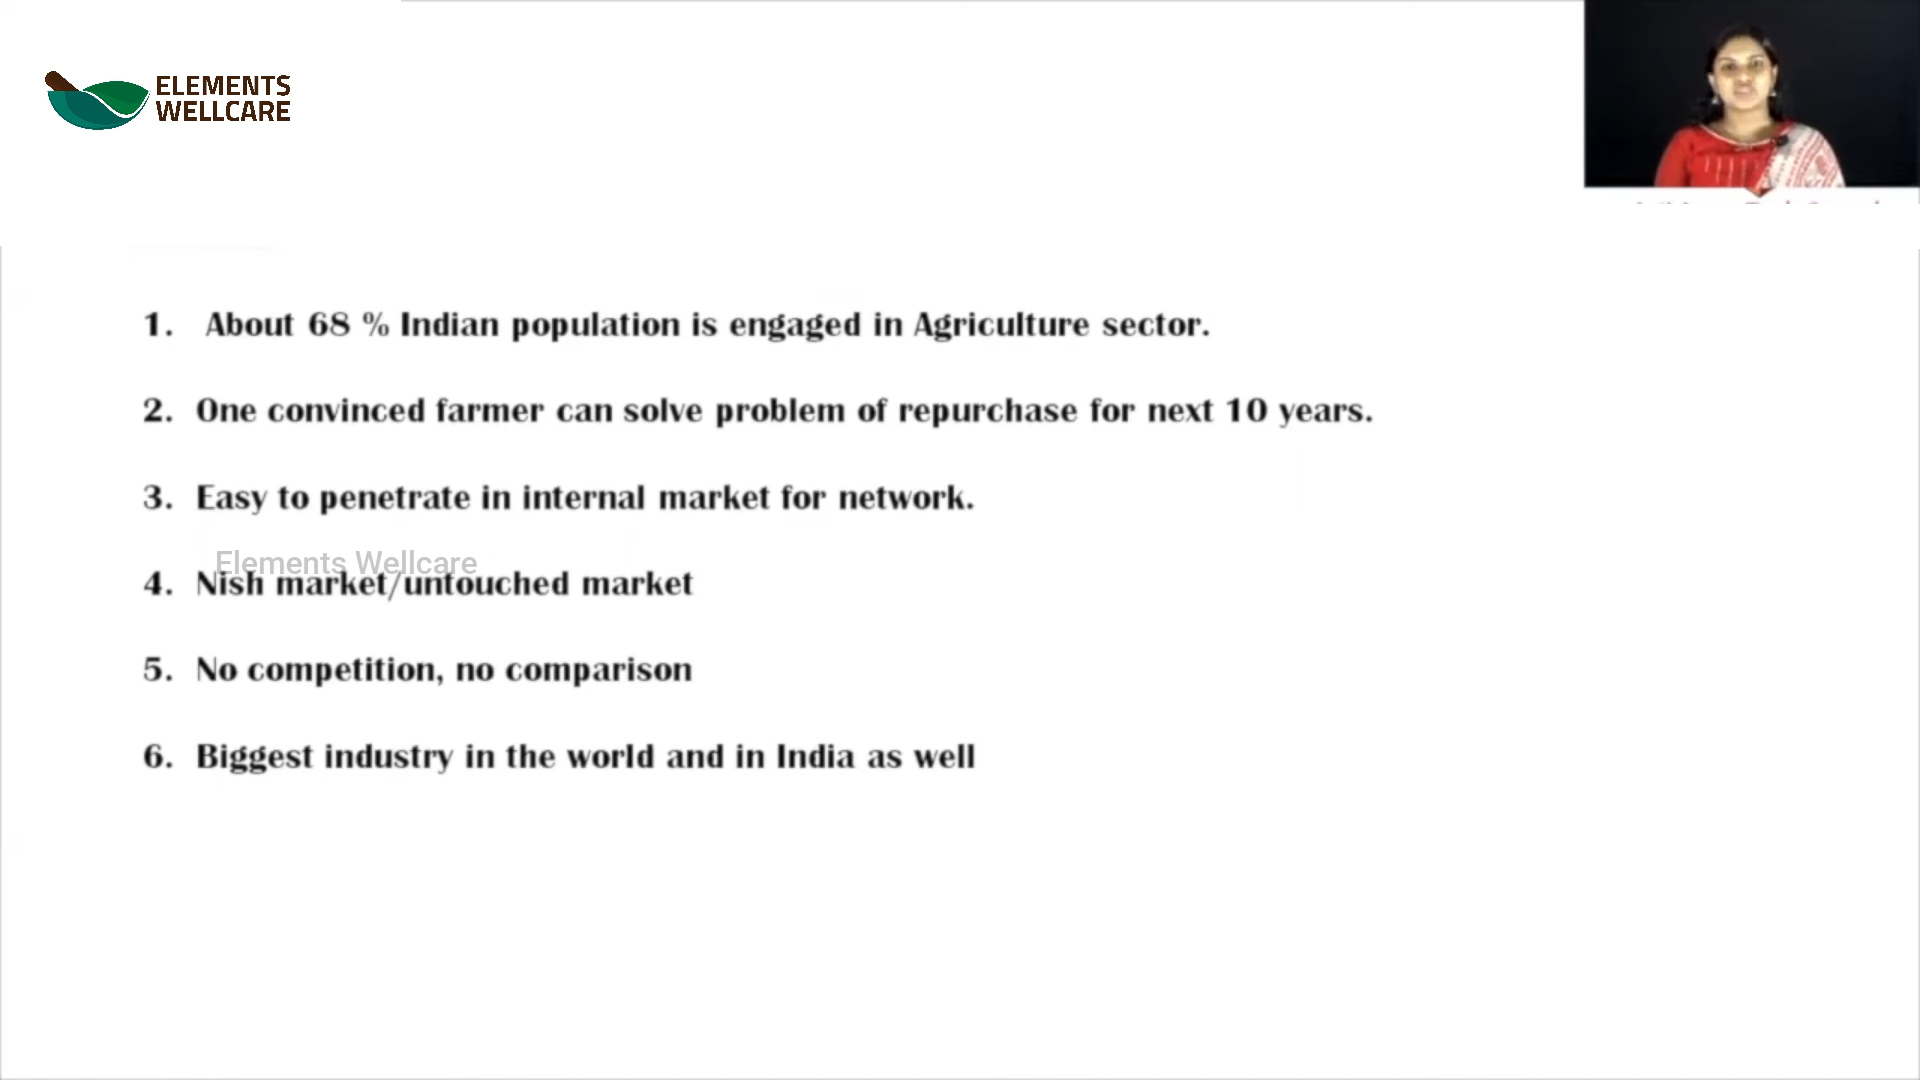 ELEMENTS
WELLCARE
1. About 68 % Indian population is engaged in Agriculture sector.
2. One convinced farmer can solve problem of repurchase for next 10 years.
3. Easy to penetrate in internal market for network.
Elements Wellcare
4. Nish market/untouched market
5. No competition, no comparison
6. Biggest industry in the world and in India as well